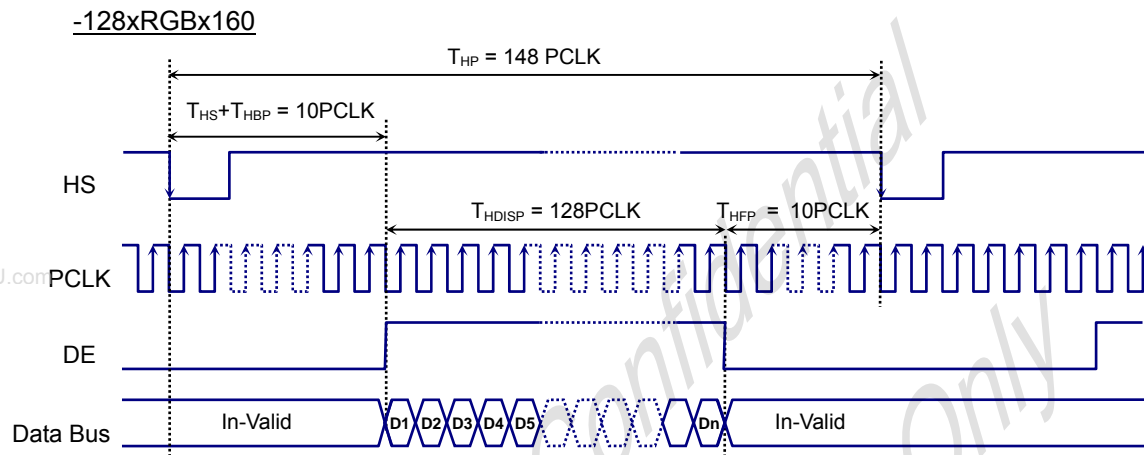 -128xRGBx160
THP = 148 PCLK
THS+THBP = 10PCLK
HS
THDISP = 128PCLK
THFP = 10PCLK
J.com
PCLK
DE
Data Bus
In-Valid
D1 D2 D3 D4 D5
Dn
In-Valid
Confidential
Only